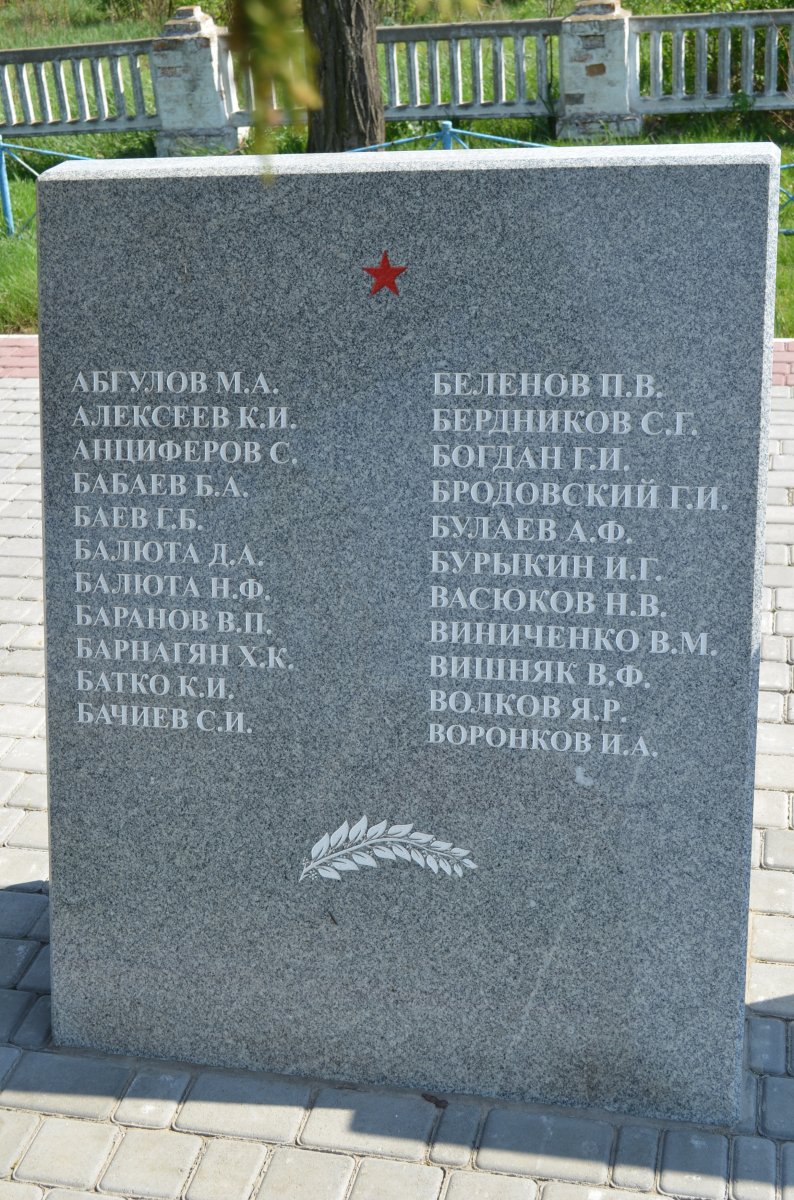 АБГУЛОВ М.А.
АЛЕКСЕЕВ К.И.
АНЦИФЕРОВ С.
БАБАЕВ Б.А.
БАЕВ Г.Б.
БАЛЮТА Д.А.
БАЛЮТА Н.Ф.
БАРАНОВ В.П.
БАРНАГЯН Х.К.
БАТКО К.И.
БАЧИЕВ С.И.
БЕЛЕНОВ П.В.
БЕРДНИКОВ С.Г.
БОГДАН Г.И.
БРОДОВСКИЙ Г.И.
БУЛАЕВ А.Ф.
БУРЫКИН И.Г.
ВАСЮКОВ Н.В.
ВИНИЧЕНКО В.М.
ВИШНЯК В.Ф.
ВОЛКОВ Я.Р.
ВОРОНКОВ И.А.